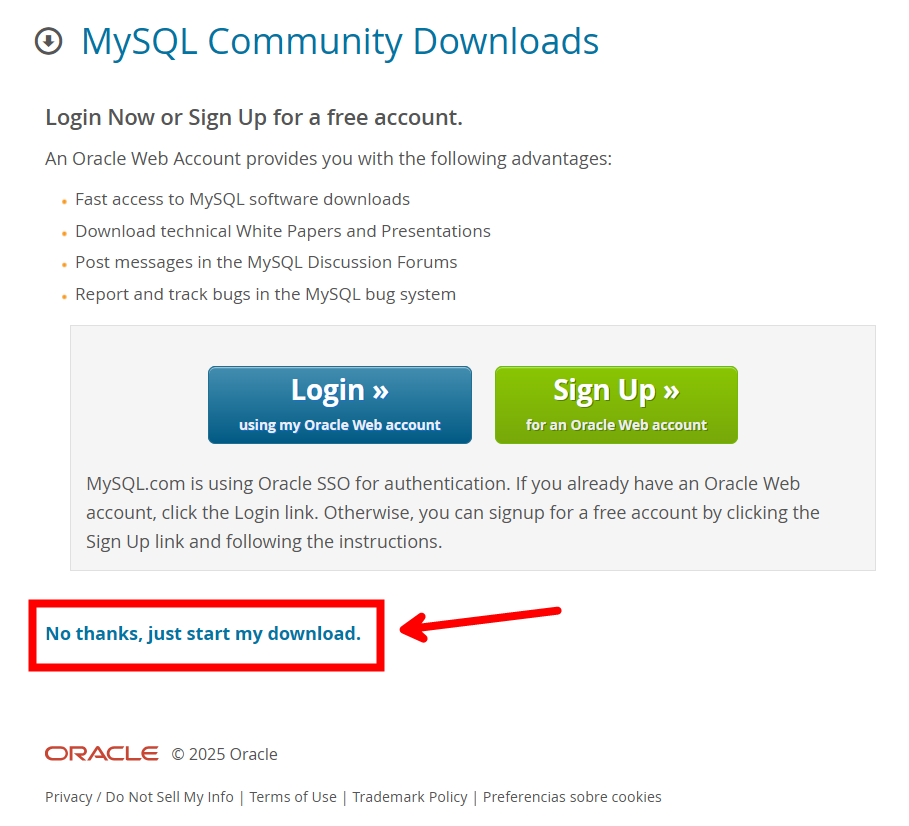 MySQL Community Downloads
Login Now or Sign Up for a free account.
An Oracle Web Account provides you with the following advantages:
Fast access to MySQL software downloads
Download technical White Papers and Presentations
Post messages in the MySQL Discussion Forums
Report and track bugs in the MySQL bug system
Login »
using my Oracle Web account
Sign Up »
for an Oracle Web account
MySQL.com is using Oracle SSO for authentication. If you already have an Oracle Web
account, click the Login link. Otherwise, you can signup for a free account by clicking the
Sign Up link and following the instructions.
No thanks, just start my download.
ORACLE © 2025 Oracle
Privacy / Do Not Sell My Info | Terms of Use | Trademark Policy | Preferencias sobre cookies